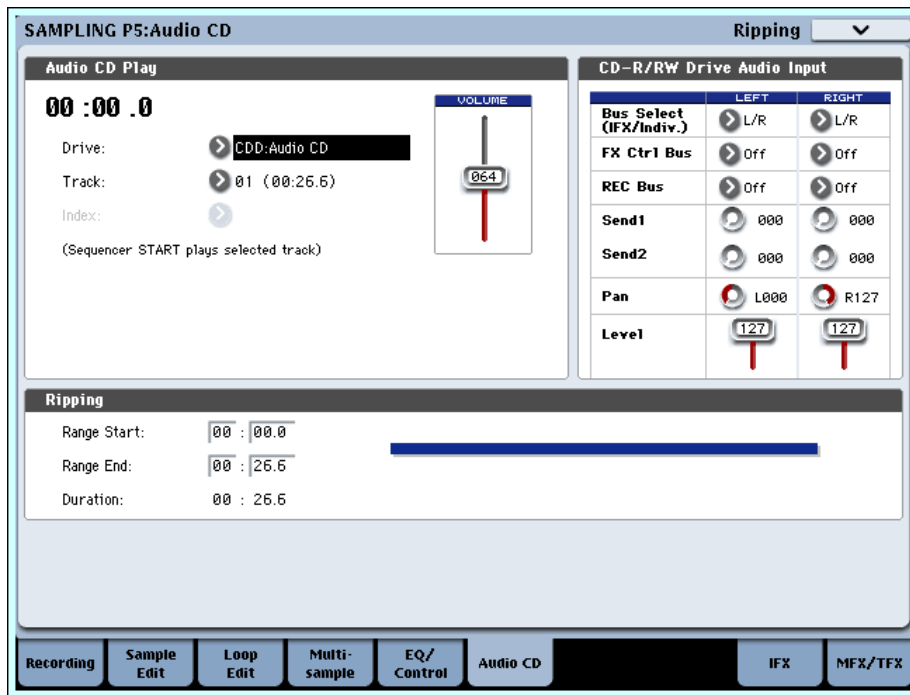 SAMPLING P5:Audio CD
Ripping
Audio CD Play
00 :00 .0
Drive:
CDD:Audio CD
Track:
01 (00:26.6)
Index:
(Sequencer START plays selected track)
VOLUME
064
CD-R/RW Drive Audio Input
LEFT RIGHT
Bus Select
(IFX/Indiv.)
L/R L/R
FX Ctrl Bus Off Off
REC Bus Off Off
Send1 000 000
Send2 000 000
Pan L000 R127
Level 127 127
Ripping
Range Start: 00 : 00.0
Range End: 00 : 26.6
Duration: 00 : 26.6
Recording
Sample
Edit
Loop
Edit
Multi-
sample
EQ/
Control
Audio CD
IFX
MFX/TFX